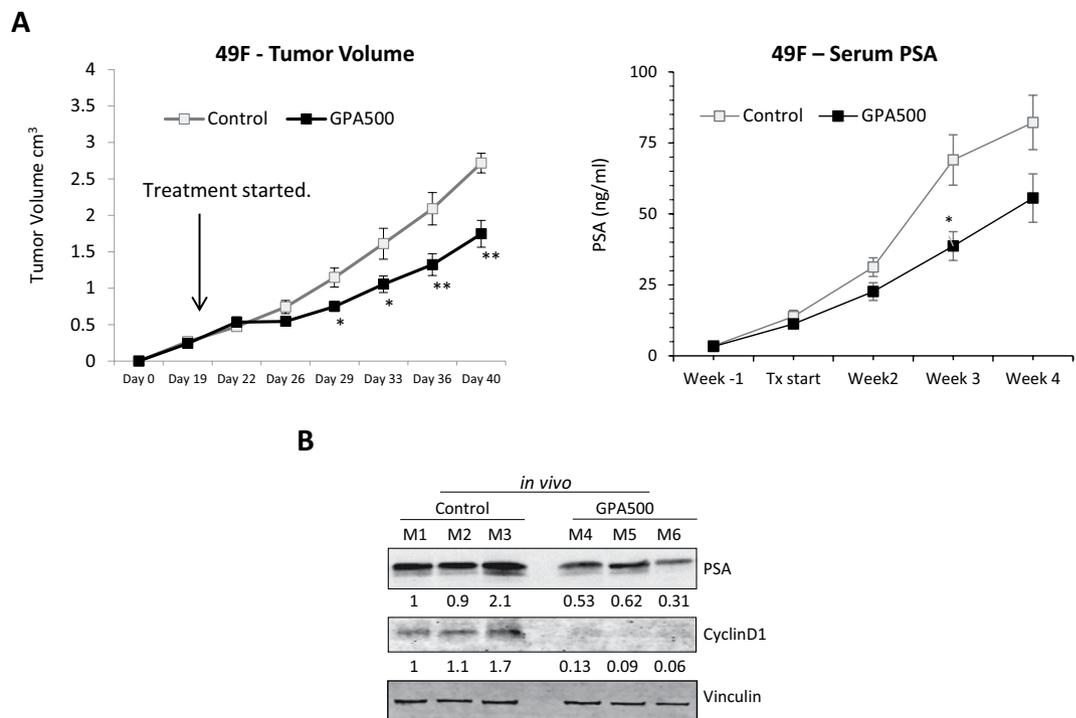 A
49F - Tumor Volume
4
3.5
3
2.5
2
1.5
1
0.5
0
Tumor Volume cm³
Control
GPA500
Treatment started.
*
*
**
**
Day 0
Day 19
Day 22
Day 26
Day 29
Day 33
Day 36
Day 40
49F – Serum PSA
100
75
50
25
0
PSA (ng/ml)
Control
GPA500
*
Week -1
Tx start
Week2
Week 3
Week 4
B
in vivo
Control
GPA500
M1 M2 M3 M4 M5 M6
PSA
1 0.9 2.1 0.53 0.62 0.31
CyclinD1
1 1.1 1.7 0.13 0.09 0.06
Vinculin